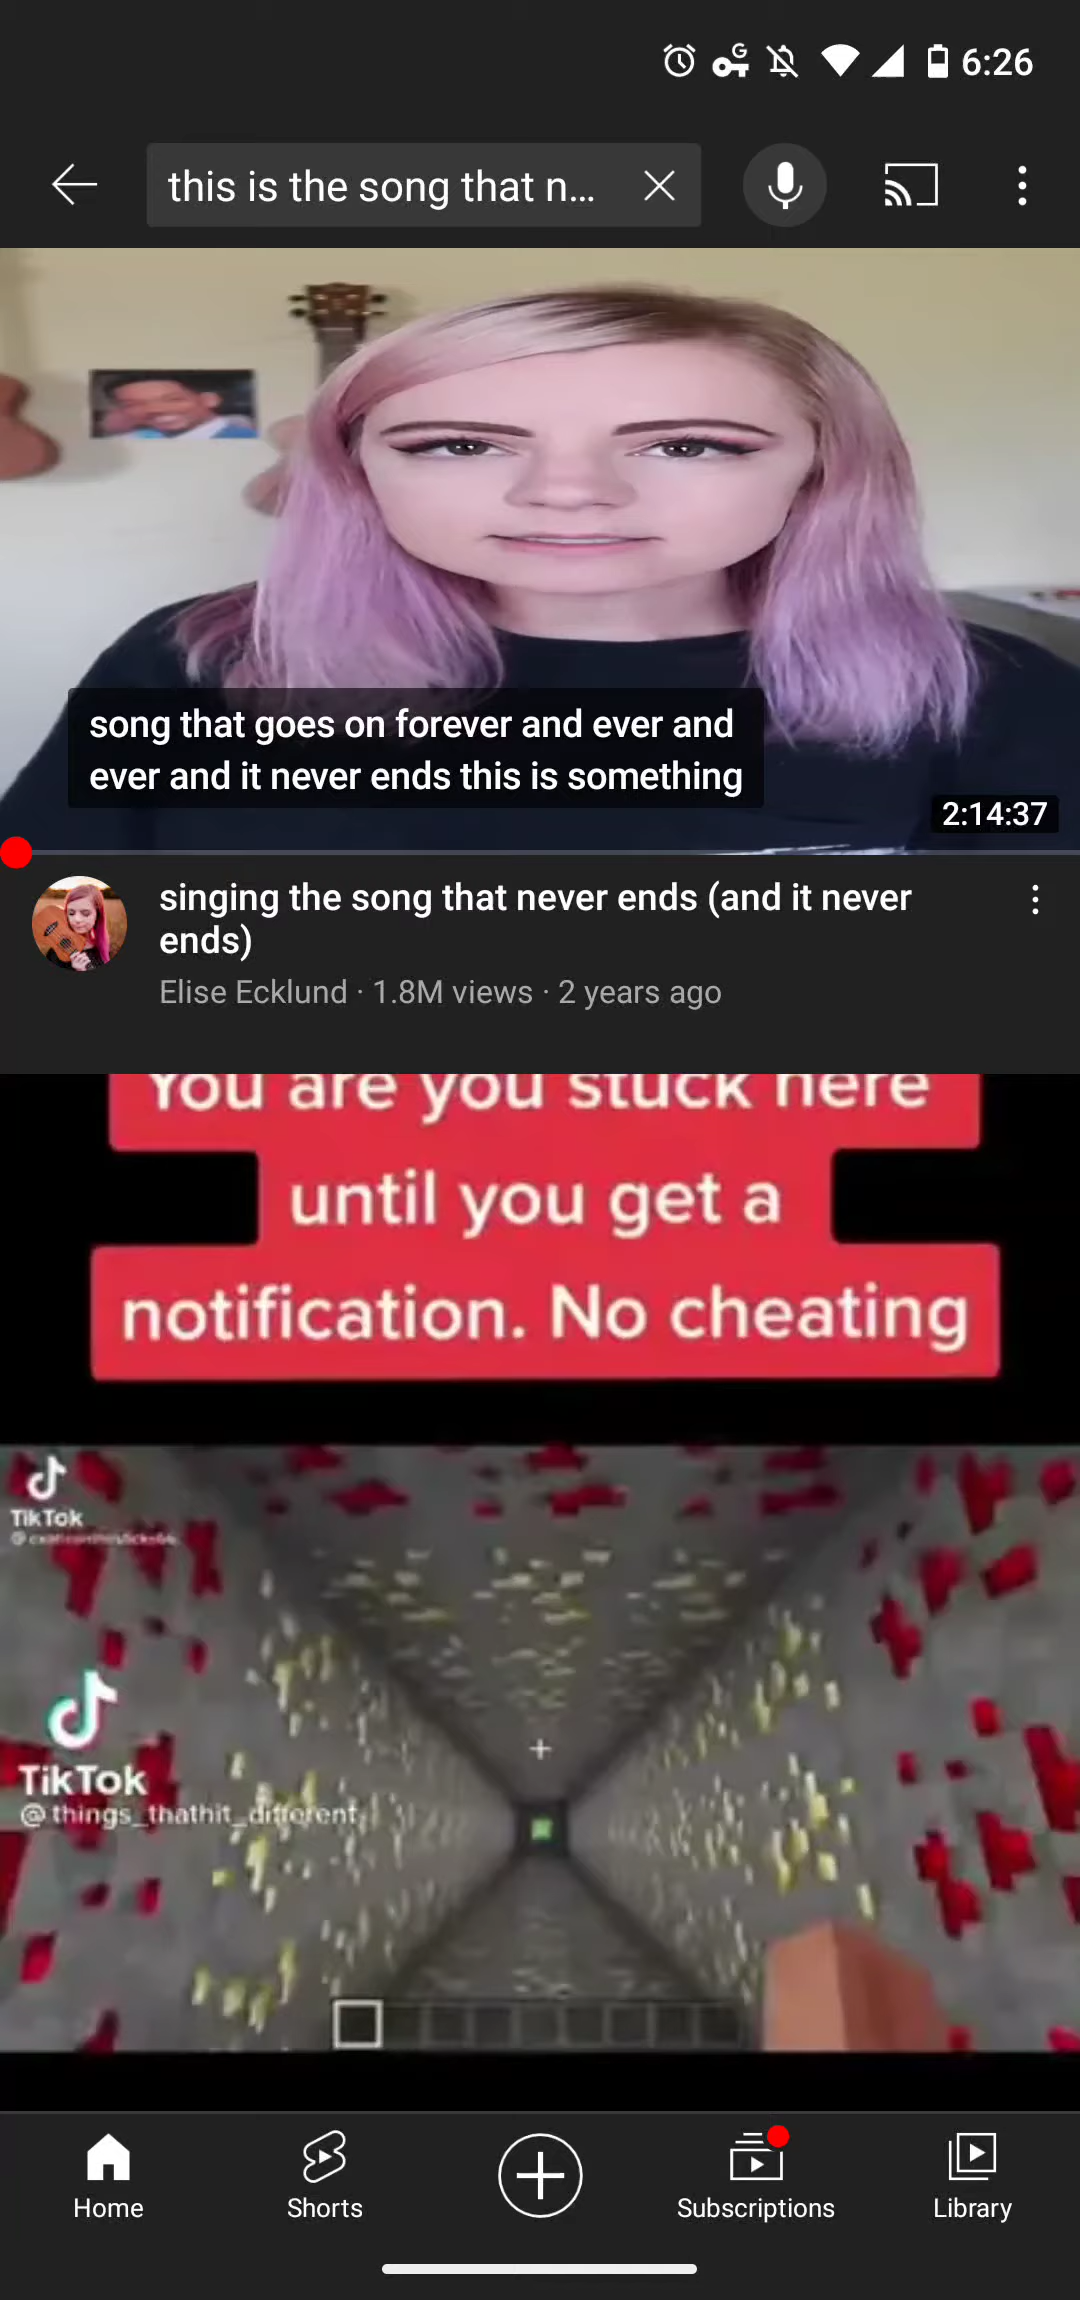 6:26
this is the song that n...
song that goes on forever and ever and
ever and it never ends this is something
2:14:37
singing the song that never ends (and it never
ends)
Elise Ecklund · 1.8M views · 2 years ago
You are you stuck here
until you get a
notification. No cheating
TikTok
TikTok
@things_thathit_different
Home
Shorts
Subscriptions
Library